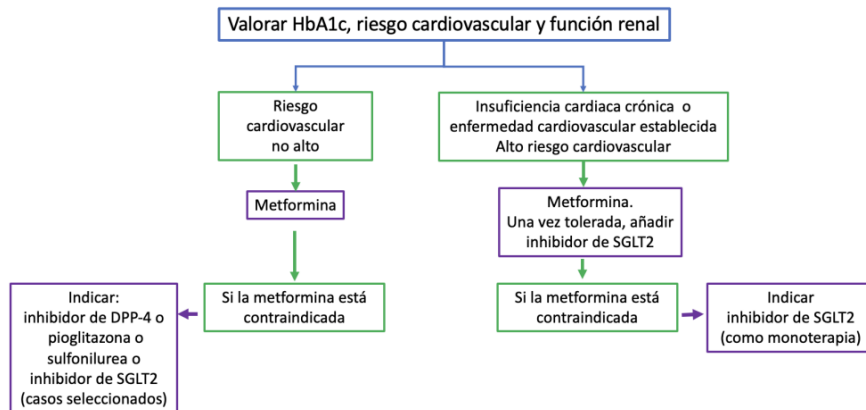 Valorar HbA1c, riesgo cardiovascular y función renal
Riesgo
cardiovascular
no alto
Insuficiencia cardiaca crónica o
enfermedad cardiovascular establecida
Alto riesgo cardiovascular
Metformina
Metformina.
Una vez tolerada, añadir
inhibidor de SGLT2
Si la metformina está
contraindicada
Si la metformina está
contraindicada
Indicar:
inhibidor de DPP-4 o
pioglitazona o
sulfonilurea o
inhibidor de SGLT2
(casos seleccionados)
Indicar
inhibidor de SGLT2
(como monoterapia)